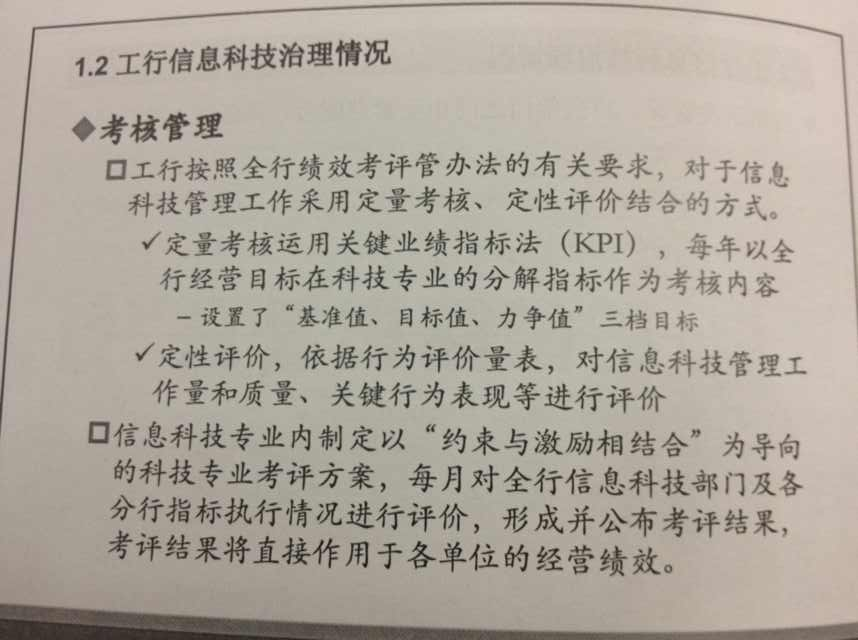 1.2 工行信息科技治理情况
◆考核管理
□工行按照全行绩效考评管办法的有关要求，对于信息
科技管理工作采用定量考核、定性评价结合的方式。
✓定量考核运用关键业绩指标法（KPI），每年以全
行经营目标在科技专业的分解指标作为考核内容
–设置了“基准值、目标值、力争值”三档目标
✓定性评价，依据行为评价量表，对信息科技管理工
作量和质量、关键行为表现等进行评价
□信息科技专业内制定以“约束与激励相结合”为导向
的科技专业考评方案，每月对全行信息科技部门及各
分行指标执行情况进行评价，形成并公布考评结果，
考评结果将直接作用于各单位的经营绩效。